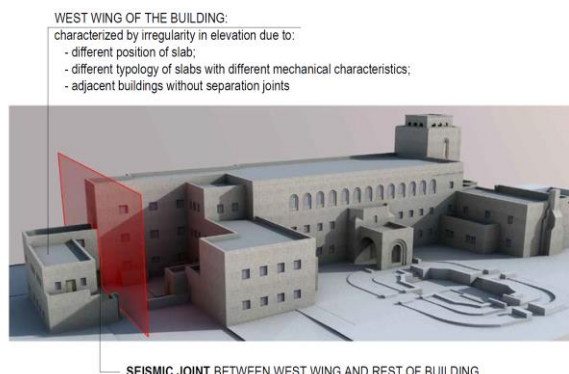 WEST WING OF THE BUILDING:
characterized by irregularity in elevation due to:
- different position of slab;
- different typology of slabs with different mechanical characteristics;
- adjacent buildings without separation joints
SEISMIC JOINT BETWEEN WEST WING AND REST OF BUILDING